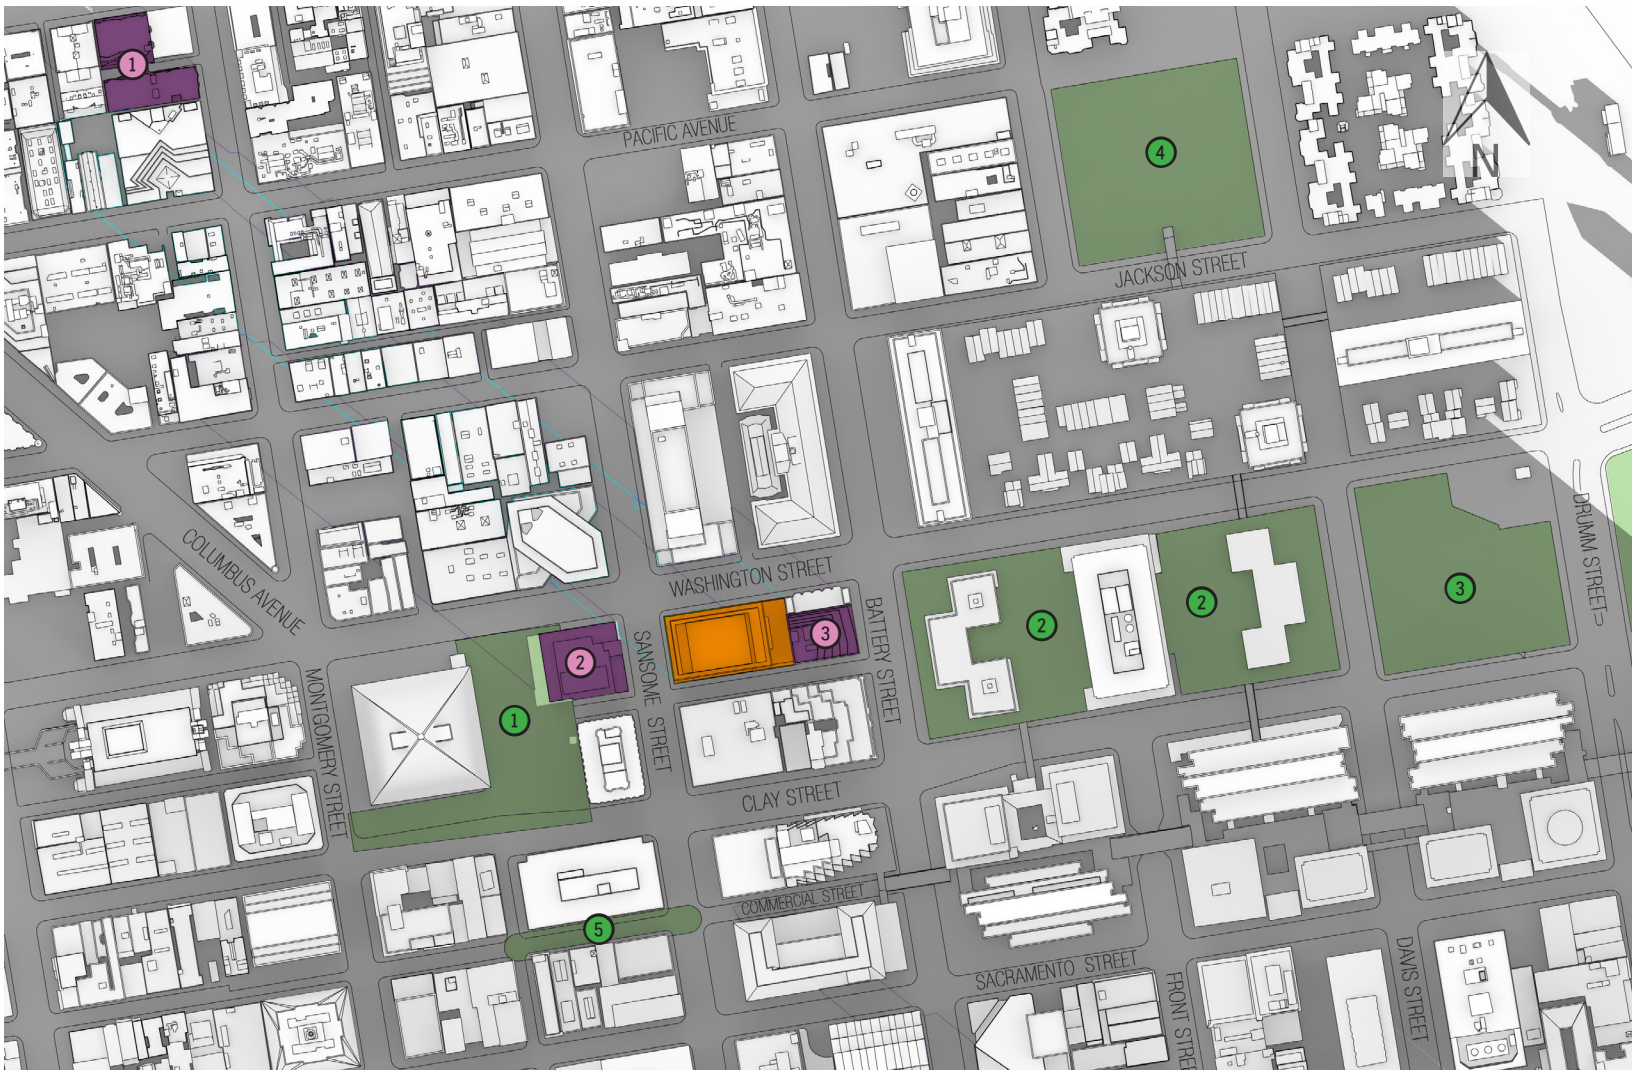 1
PACIFIC AVENUE
4
N
JACKSON STREET
COLUMBUS AVENUE
WASHINGTON STREET
DRUMM STREET
3
2
2
BATTERY STREET
3
2
SANSOME STREET
MONTGOMERY STREET
1
CLAY STREET
COMMERCIAL STREET
5
SACRAMENTO STREET
FRONT STREE
DAVIS STREET